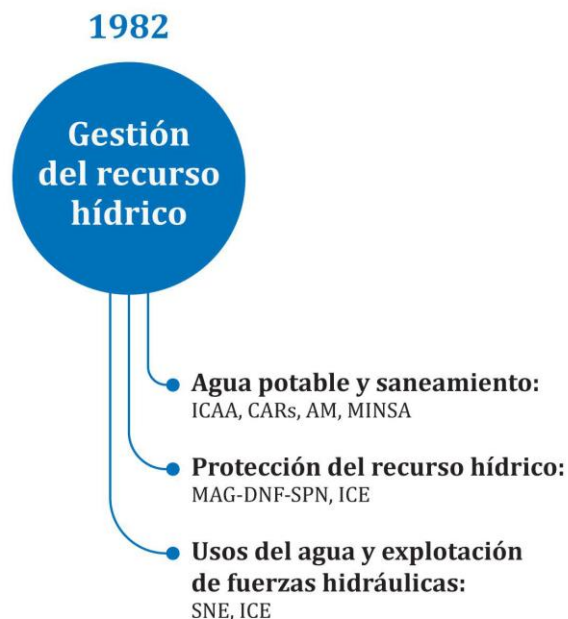 1982
Gestión
del recurso
hídrico
Agua potable y saneamiento:
ICAA, CARs, AM, MINSA
Protección del recurso hídrico:
MAG-DNF-SPN, ICE
Usos del agua y explotación
de fuerzas hidráulicas:
SNE, ICE